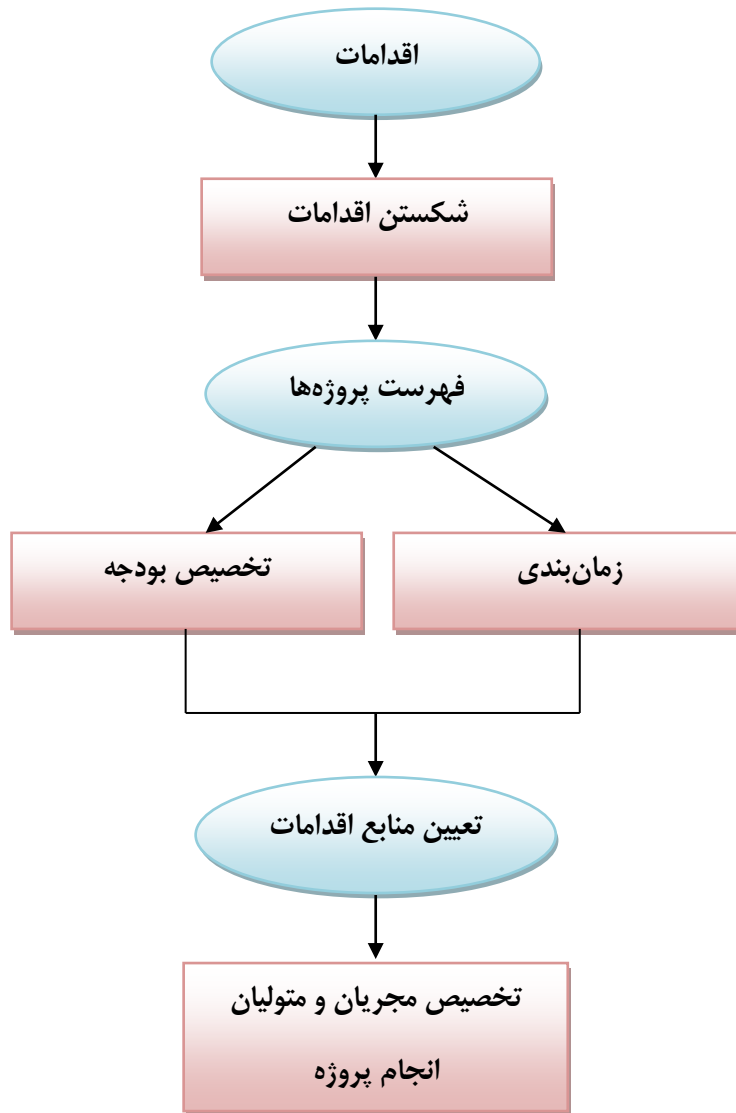 اقدامات
شکستن اقدامات
فهرست پروژه‌ها
زمان‌بندی
تخصیص بودجه
تعیین منابع اقدامات
تخصیص مجریان و متولیان
انجام پروژه